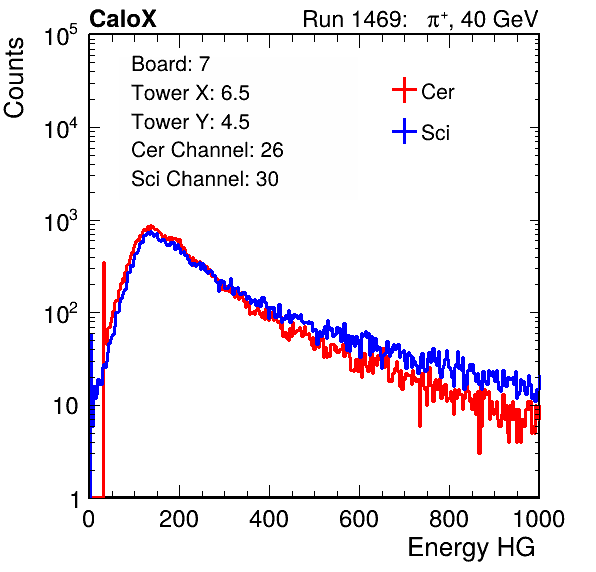 CaloX Run 1469: π⁺, 40 GeV
Counts
Board: 7
Tower X: 6.5
Tower Y: 4.5
Cer Channel: 26
Sci Channel: 30
Cer
Sci
10⁵
10⁴
10³
10²
10
1
0 200 400 600 800 1000
Energy HG